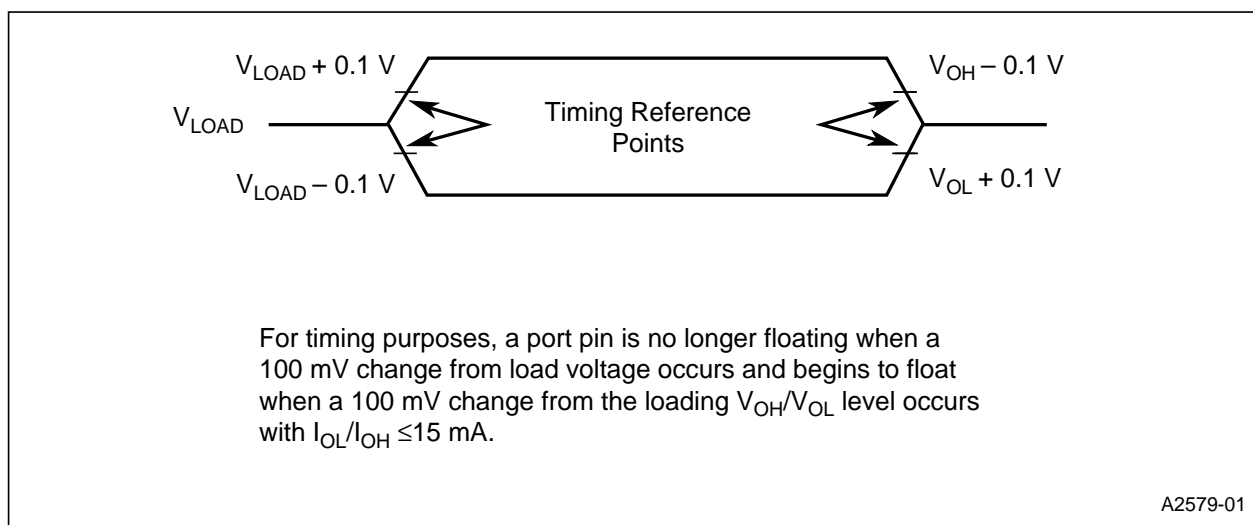 V_LOAD + 0.1 V
V_OH – 0.1 V
V_LOAD
Timing Reference
Points
V_LOAD – 0.1 V
V_OL + 0.1 V
For timing purposes, a port pin is no longer floating when a
100 mV change from load voltage occurs and begins to float
when a 100 mV change from the loading V_OH/V_OL level occurs
with I_OL/I_OH ≤15 mA.
A2579-01